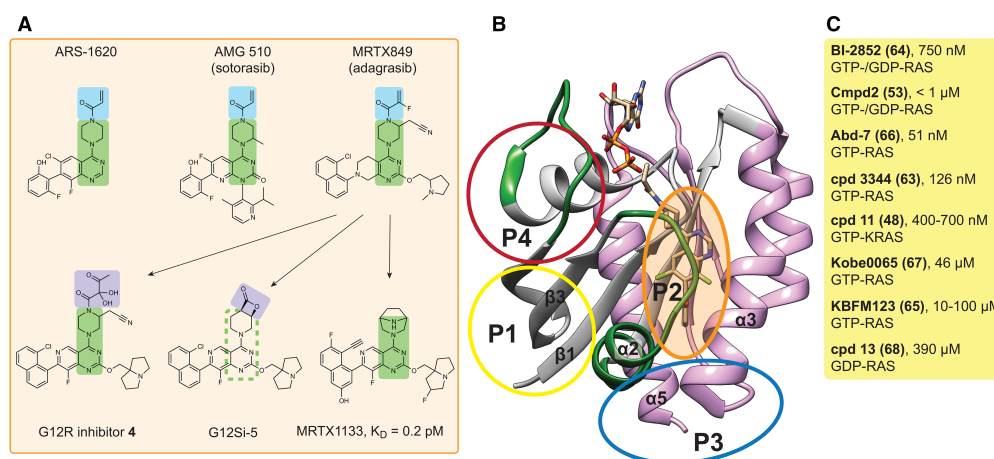 A
ARS-1620
AMG 510
(sotorasib)
MRTX849
(adagrasib)
G12R inhibitor 4
G12Si-5
MRTX1133, K_D = 0.2 pM
B
P4
P1
P2
P3
β3
β1
α2
α3
α5
C
BI-2852 (64), 750 nM
GTP-/GDP-RAS
Cmpd2 (53), < 1 µM
GTP-/GDP-RAS
Abd-7 (66), 51 nM
GTP-RAS
cpd 3344 (63), 126 nM
GTP-RAS
cpd 11 (48), 400-700 nM
GTP-KRAS
Kobe0065 (67), 46 µM
GTP-RAS
KBFM123 (65), 10-100 µM
GTP-RAS
cpd 13 (68), 390 µM
GDP-RAS